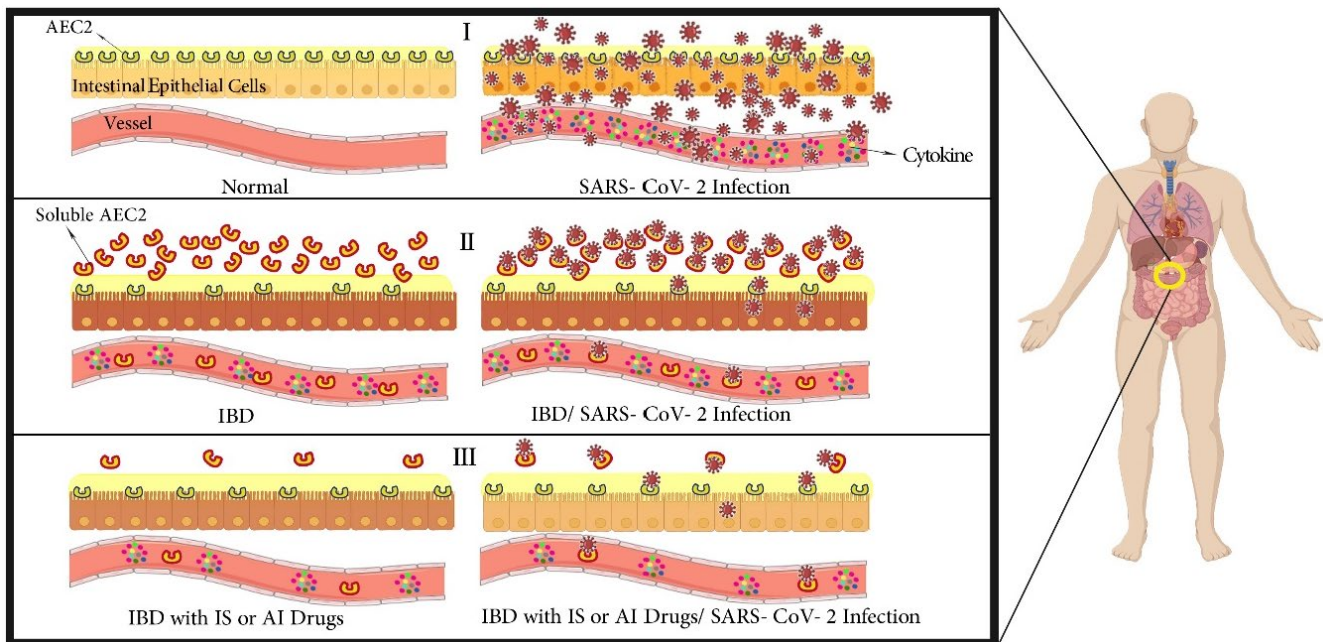 AEC2
I
Intestinal Epithelial Cells
Vessel
Cytokine
Normal
SARS- CoV- 2 Infection
Soluble AEC2
II
IBD
IBD/ SARS- CoV- 2 Infection
III
IBD with IS or AI Drugs
IBD with IS or AI Drugs/ SARS- CoV- 2 Infection